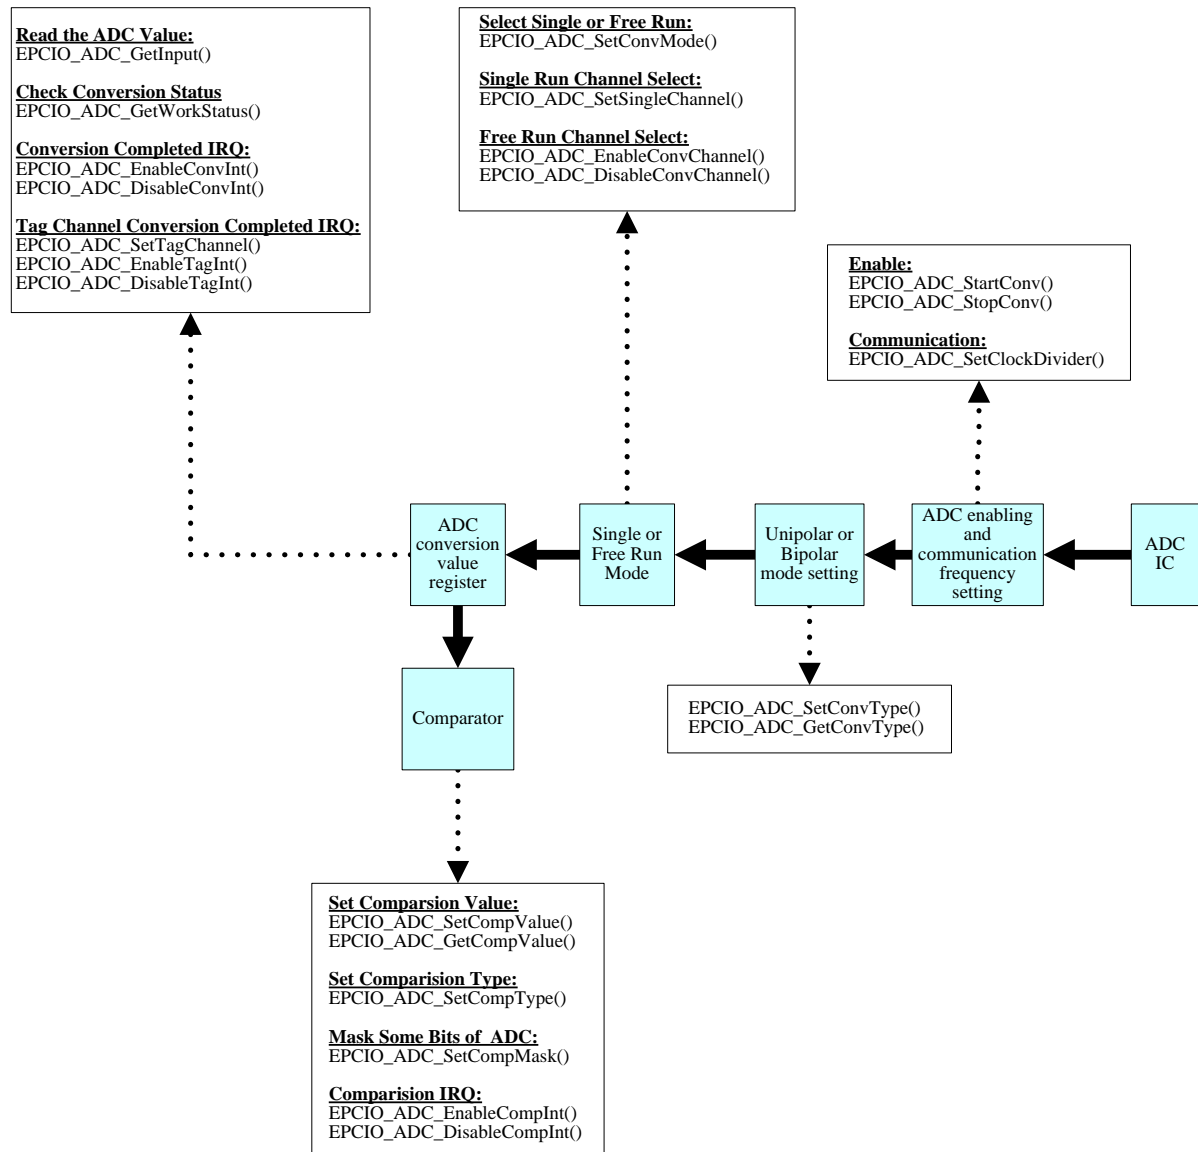 Read the ADC Value:
EPCIO_ADC_GetInput()
Check Conversion Status
EPCIO_ADC_GetWorkStatus()
Conversion Completed IRQ:
EPCIO_ADC_EnableConvInt()
EPCIO_ADC_DisableConvInt()
Tag Channel Conversion Completed IRQ:
EPCIO_ADC_SetTagChannel()
EPCIO_ADC_EnableTagInt()
EPCIO_ADC_DisableTagInt()
Select Single or Free Run:
EPCIO_ADC_SetConvMode()
Single Run Channel Select:
EPCIO_ADC_SetSingleChannel()
Free Run Channel Select:
EPCIO_ADC_EnableConvChannel()
EPCIO_ADC_DisableConvChannel()
Enable:
EPCIO_ADC_StartConv()
EPCIO_ADC_StopConv()
Communication:
EPCIO_ADC_SetClockDivider()
ADC
conversion
value
register
Single or
Free Run
Mode
Unipolar or
Bipolar
mode setting
ADC enabling
and
communication
frequency
setting
ADC
IC
Comparator
EPCIO_ADC_SetConvType()
EPCIO_ADC_GetConvType()
Set Comparsion Value:
EPCIO_ADC_SetCompValue()
EPCIO_ADC_GetCompValue()
Set Comparision Type:
EPCIO_ADC_SetCompType()
Mask Some Bits of  ADC:
EPCIO_ADC_SetCompMask()
Comparision IRQ:
EPCIO_ADC_EnableCompInt()
EPCIO_ADC_DisableCompInt()